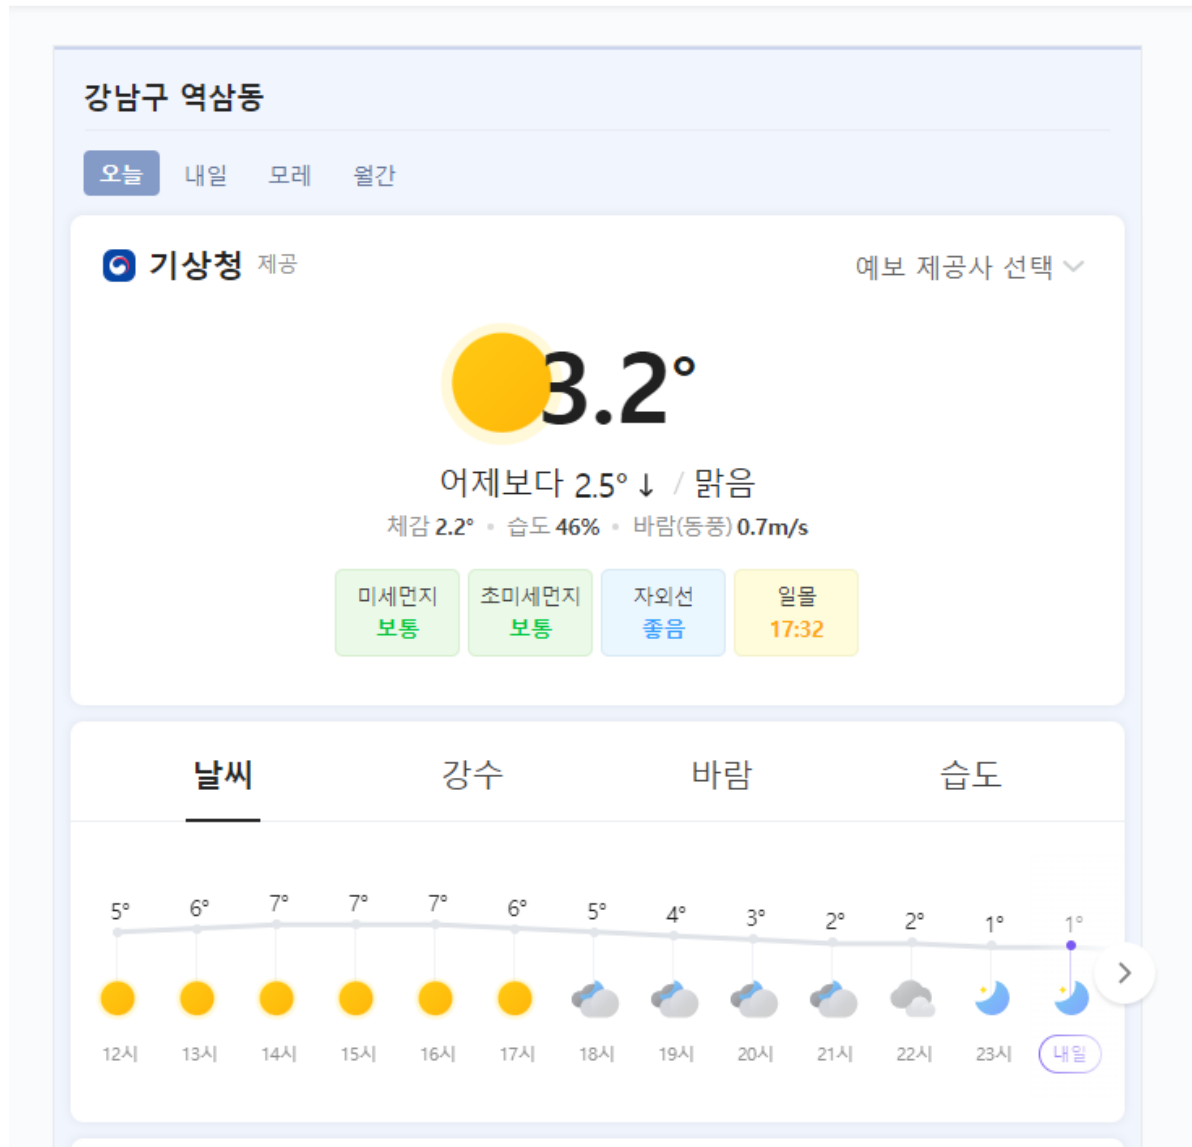 강남구 역삼동
오늘 내일 모레 월간
기상청 제공 예보 제공사 선택
3.2°
어제보다 2.5° ↓ / 맑음
체감 2.2° • 습도 46% • 바람(동풍) 0.7m/s
미세먼지 초미세먼지 자외선 일몰
보통 보통 좋음 17:32
날씨 강수 바람 습도
5° 6° 7° 7° 7° 6° 5° 4° 3° 2° 2° 1° 1°
12시 13시 14시 15시 16시 17시 18시 19시 20시 21시 22시 23시 내일